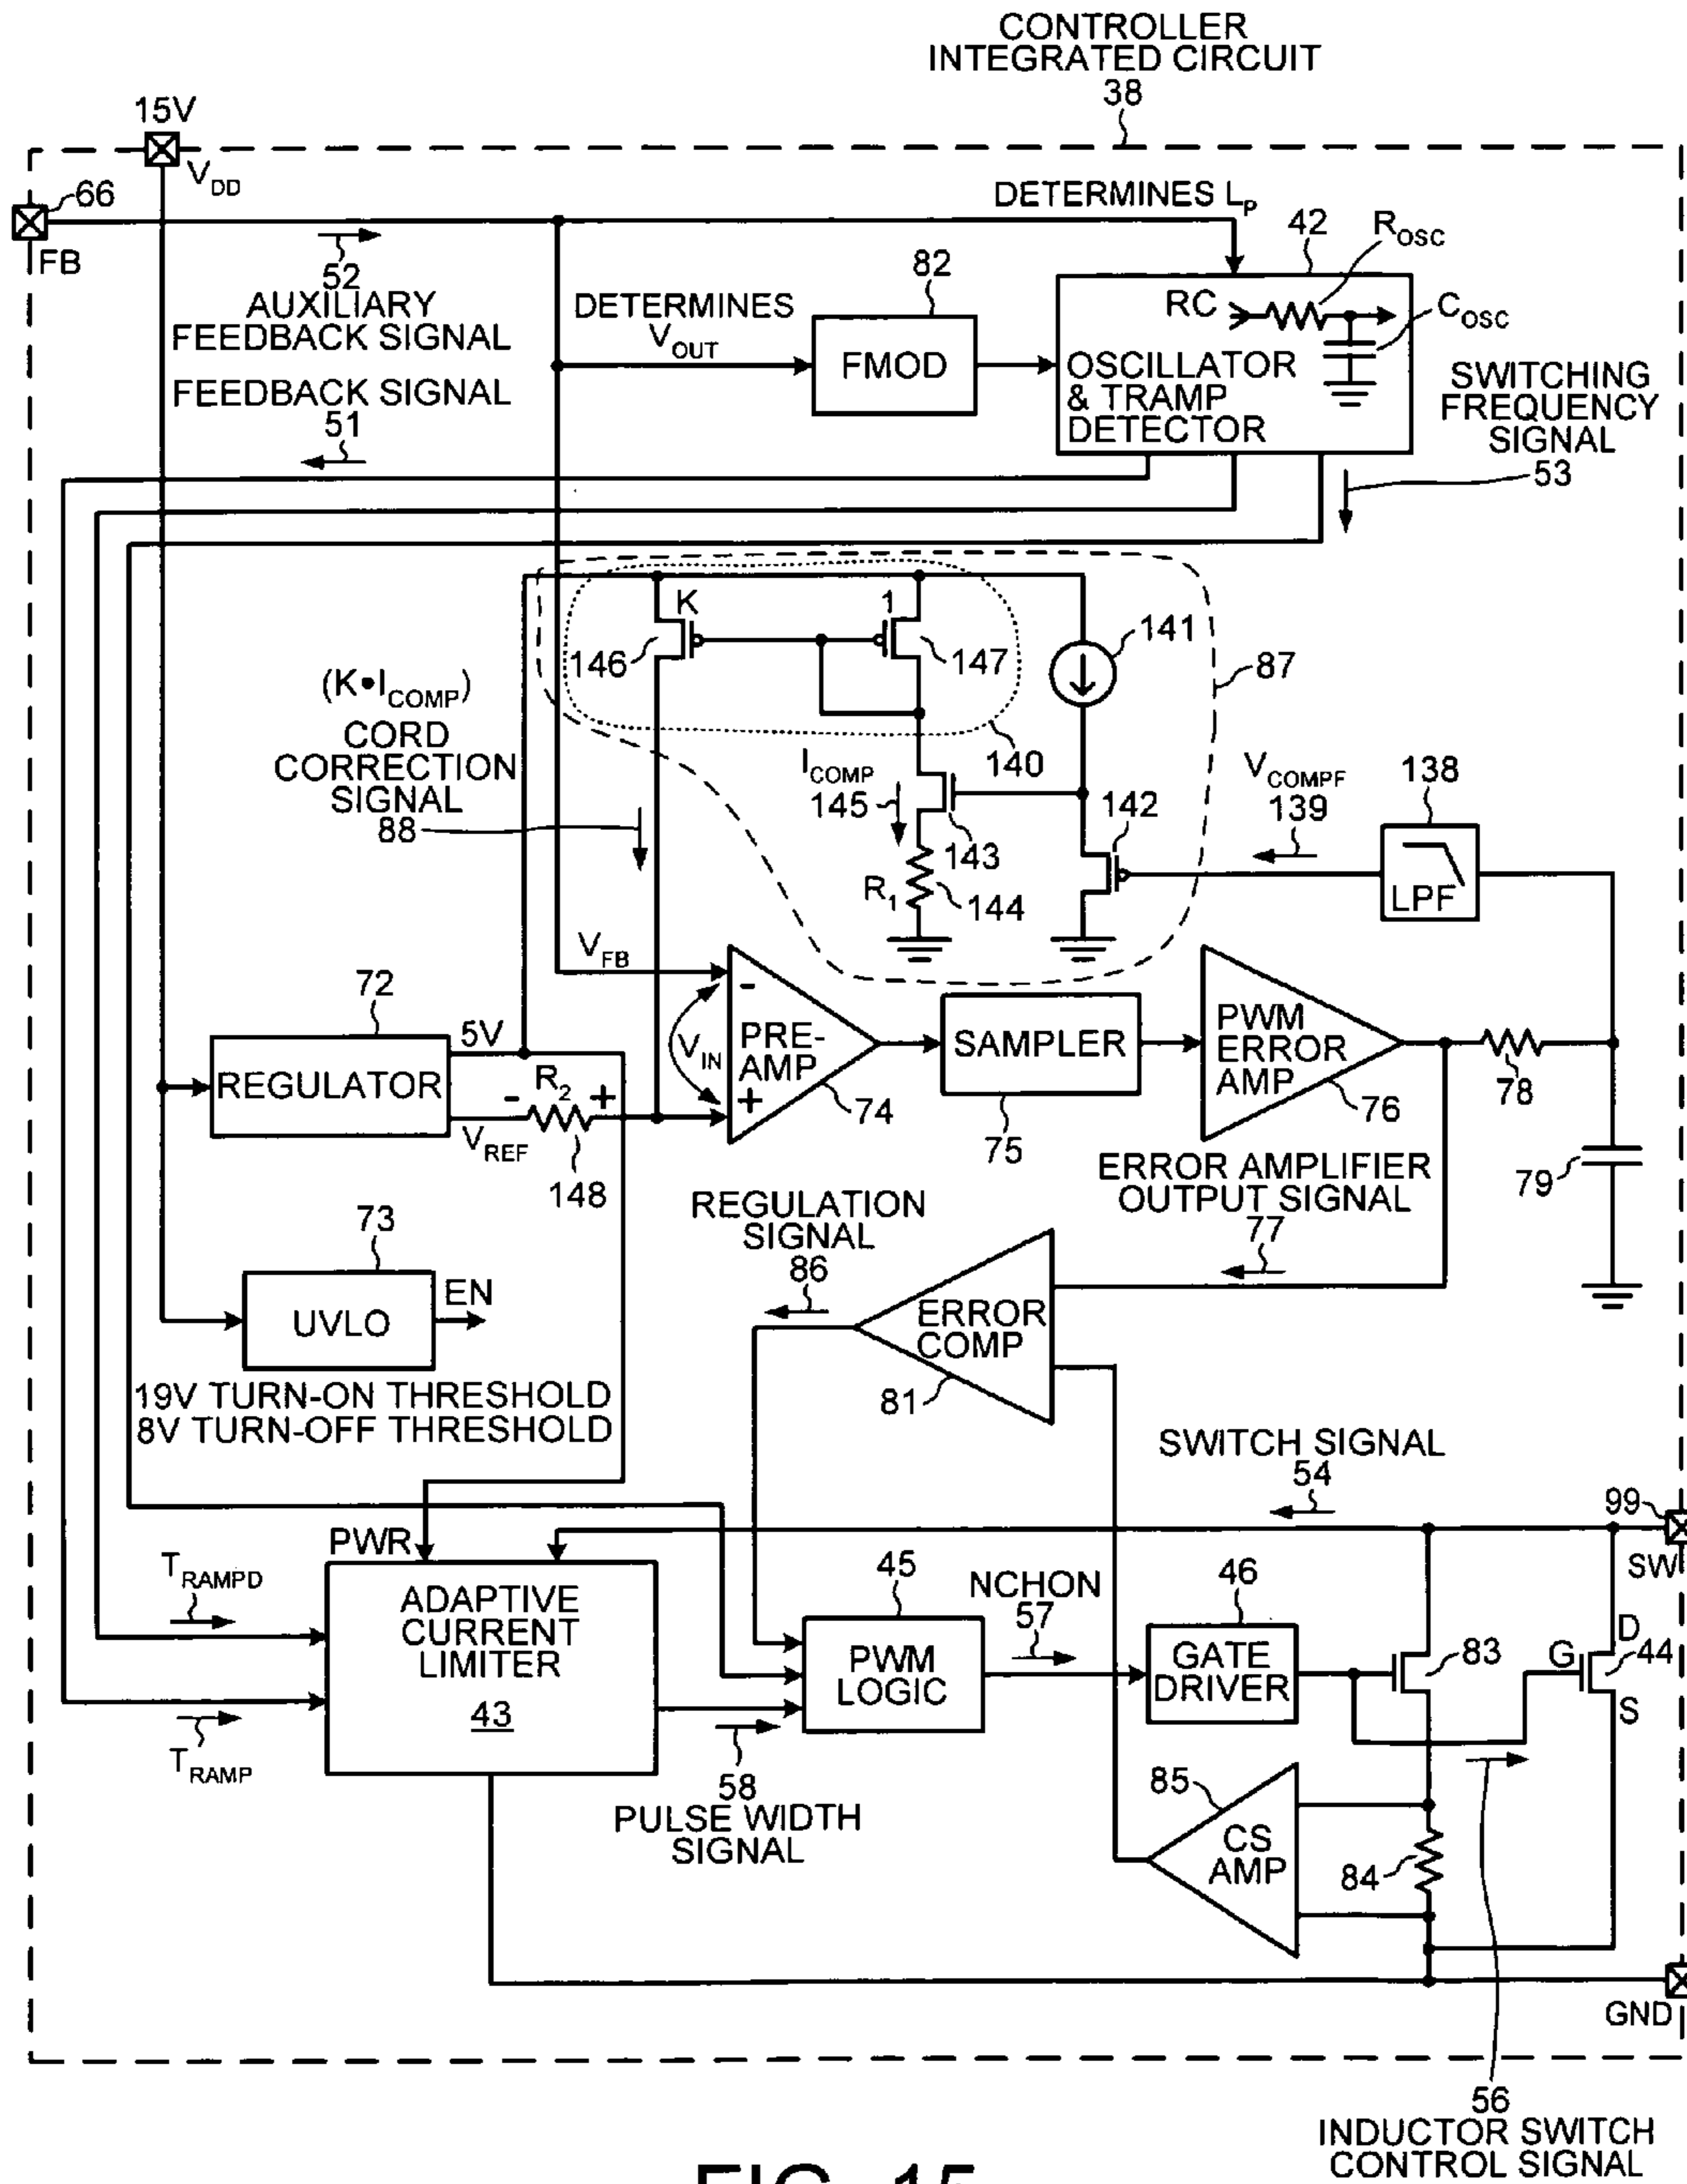 CONTROLLER
INTEGRATED CIRCUIT
38
15V
VDD
66
FB
DETERMINES LP
52
AUXILIARY
FEEDBACK SIGNAL
DETERMINES
VOUT
82
FMOD
42
ROSC
RC
COSC
OSCILLATOR
& TRAMP
DETECTOR
SWITCHING
FREQUENCY
SIGNAL
53
FEEDBACK SIGNAL
51
K
1
146
147
141
87
(K•ICOMP)
CORD
CORRECTION
SIGNAL
88
140
ICOMP
145
143
142
VCOMPF
139
138
LPF
R1
144
VFB
72
REGULATOR
5V
R2
- +
VREF
148
VIN
-
PRE-
AMP
+
74
SAMPLER
75
PWM
ERROR
AMP
76
78
79
73
UVLO
EN
19V TURN-ON THRESHOLD
8V TURN-OFF THRESHOLD
REGULATION
SIGNAL
86
ERROR AMPLIFIER
OUTPUT SIGNAL
77
ERROR
COMP
81
SWITCH SIGNAL
54
99
SW
PWR
TRAMPD
TRAMP
ADAPTIVE
CURRENT
LIMITER
43
58
PULSE WIDTH
SIGNAL
45
PWM
LOGIC
NCHON
57
46
GATE
DRIVER
83
G
D
44
S
85
CS
AMP
84
GND
56
INDUCTOR SWITCH
CONTROL SIGNAL
FIG. 15